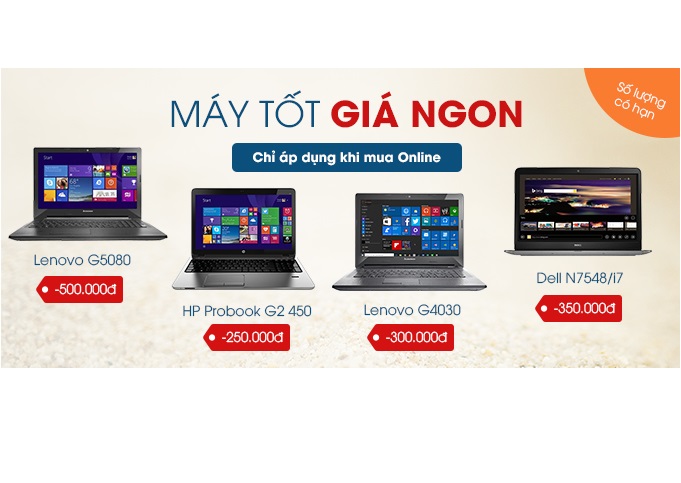 MÁY TỐT GIÁ NGON
Số lượng
có hạn
Chỉ áp dụng khi mua Online
Lenovo G5080
-500.000đ
HP Probook G2 450
-250.000đ
Lenovo G4030
-300.000đ
Dell N7548/i7
-350.000đ